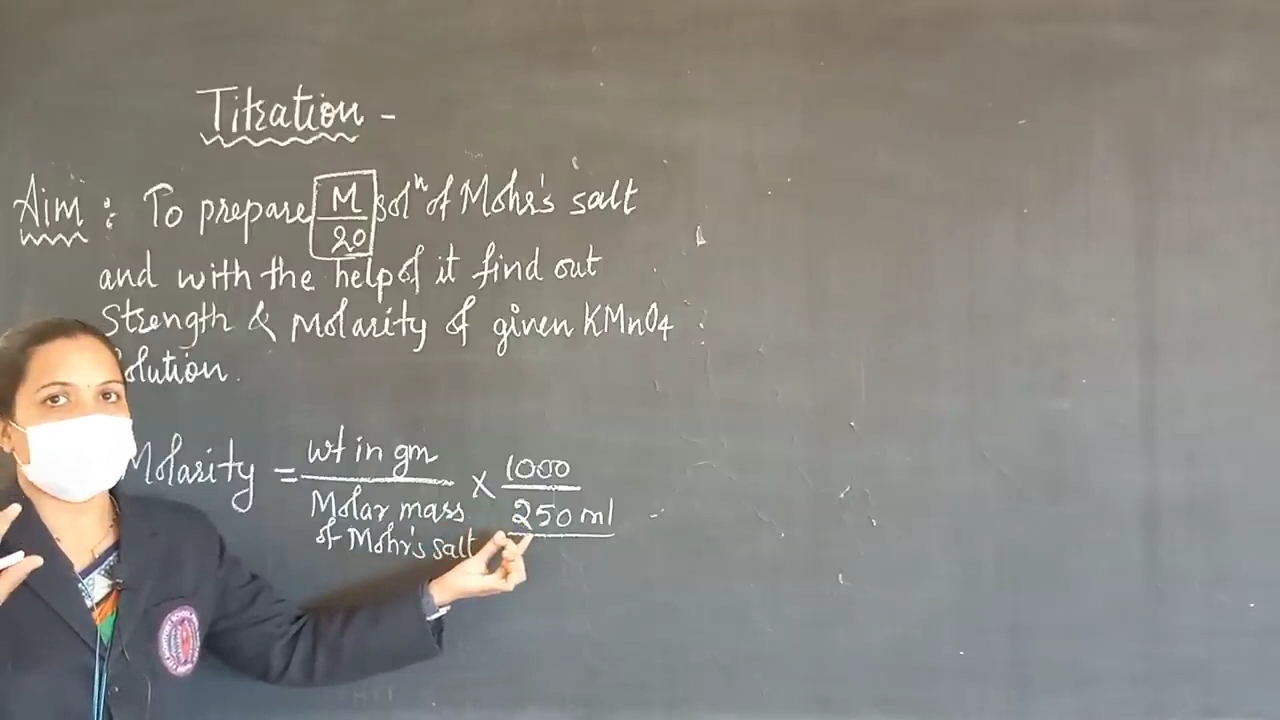 Titration -
Aim : To prepare M/20 solⁿ of Mohr's salt
and with the help of it find out
Strength & Molarity of given KMnO4
Solution.
Molarity = wt in gm / Molar mass of Mohr's salt × 1000 / 250 ml